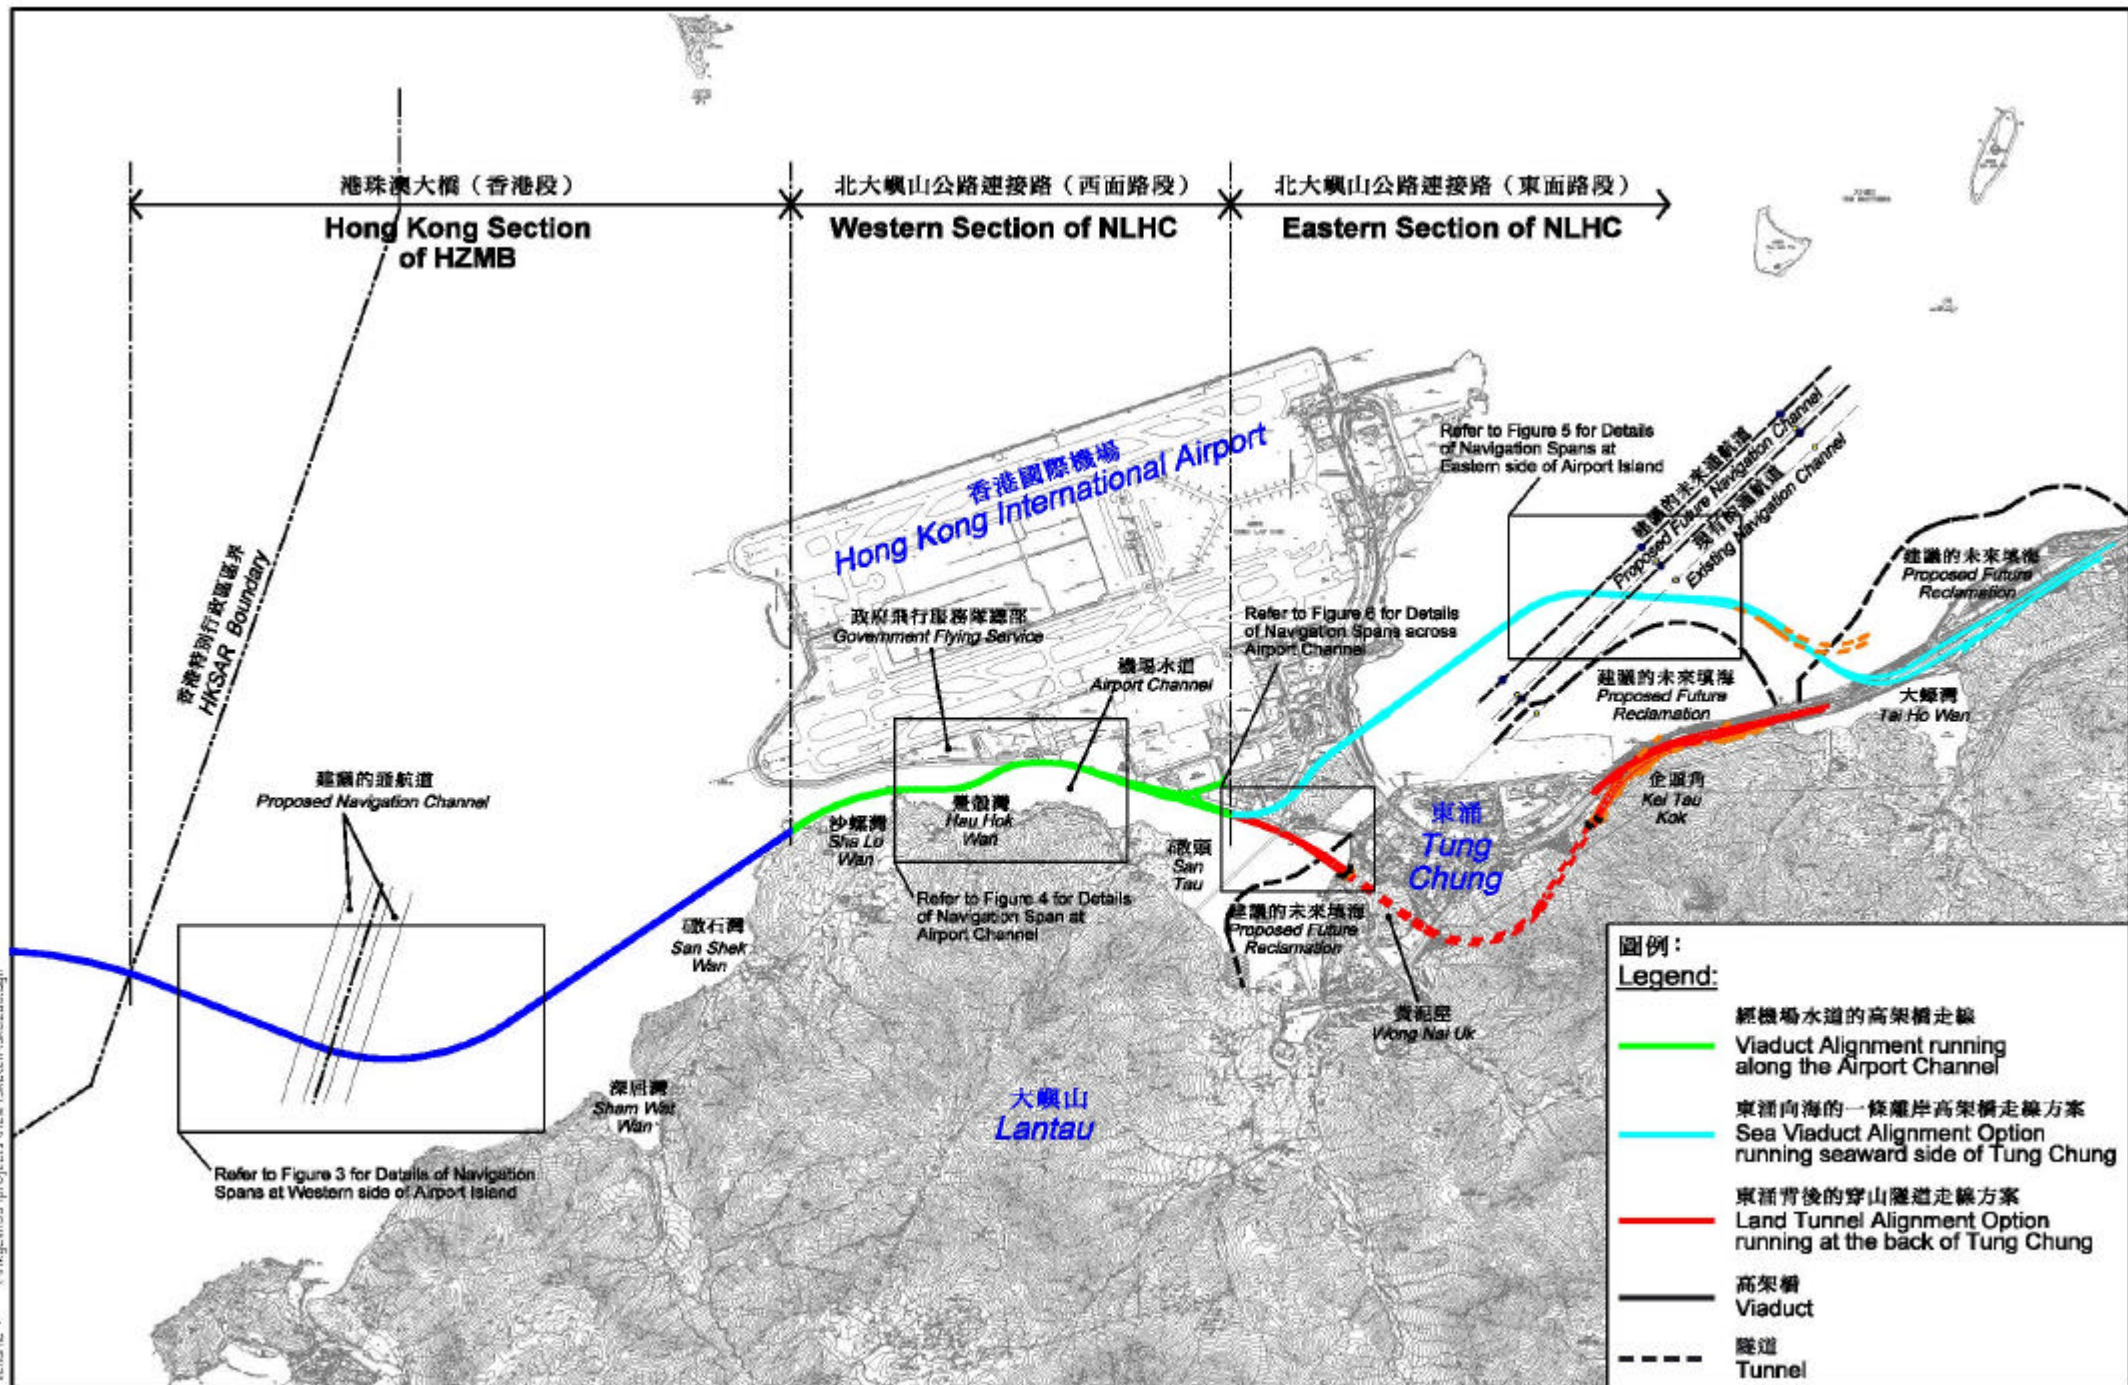 港珠澳大橋（香港段）
Hong Kong Section
of HZMB
北大嶼山公路連接路（西面路段）
Western Section of NLHC
北大嶼山公路連接路（東面路段）
Eastern Section of NLHC
香港特別行政區區界
HKSAR Boundary
香港國際機場
Hong Kong International Airport
Refer to Figure 5 for Details
of Navigation Spans at
Eastern side of Airport Island
建議的未來通航道
Proposed Future Navigation Channel
現有的通航道
Existing Navigation Channel
建議的未來填海
Proposed Future
Reclamation
政府飛行服務隊總部
Government Flying Service
Refer to Figure 6 for Details
of Navigation Spans across
Airport Channel
機場水道
Airport Channel
建議的未來填海
Proposed Future
Reclamation
大蠔灣
Tai Ho Wan
建議的通航道
Proposed Navigation Channel
沙螺灣
Sha Lo
Wan
Hau Hok
Wan
䃟頭
San
Tau
東涌
Tung
Chung
企頭角
Kei Tau
Kok
Refer to Figure 4 for Details
of Navigation Span at
Airport Channel
䃟石灣
San Shek
Wan
建議的未來填海
Proposed Future
Reclamation
黃泥屋
Wong Nai Uk
深屈灣
Sham Wat
Wan
大嶼山
Lantau
Refer to Figure 3 for Details of Navigation
Spans at Western side of Airport Island
圖例：
Legend:
經機場水道的高架橋走線
Viaduct Alignment running
along the Airport Channel
東涌向海的一條離岸高架橋走線方案
Sea Viaduct Alignment Option
running seaward side of Tung Chung
東涌背後的穿山隧道走線方案
Land Tunnel Alignment Option
running at the back of Tung Chung
高架橋
Viaduct
隧道
Tunnel